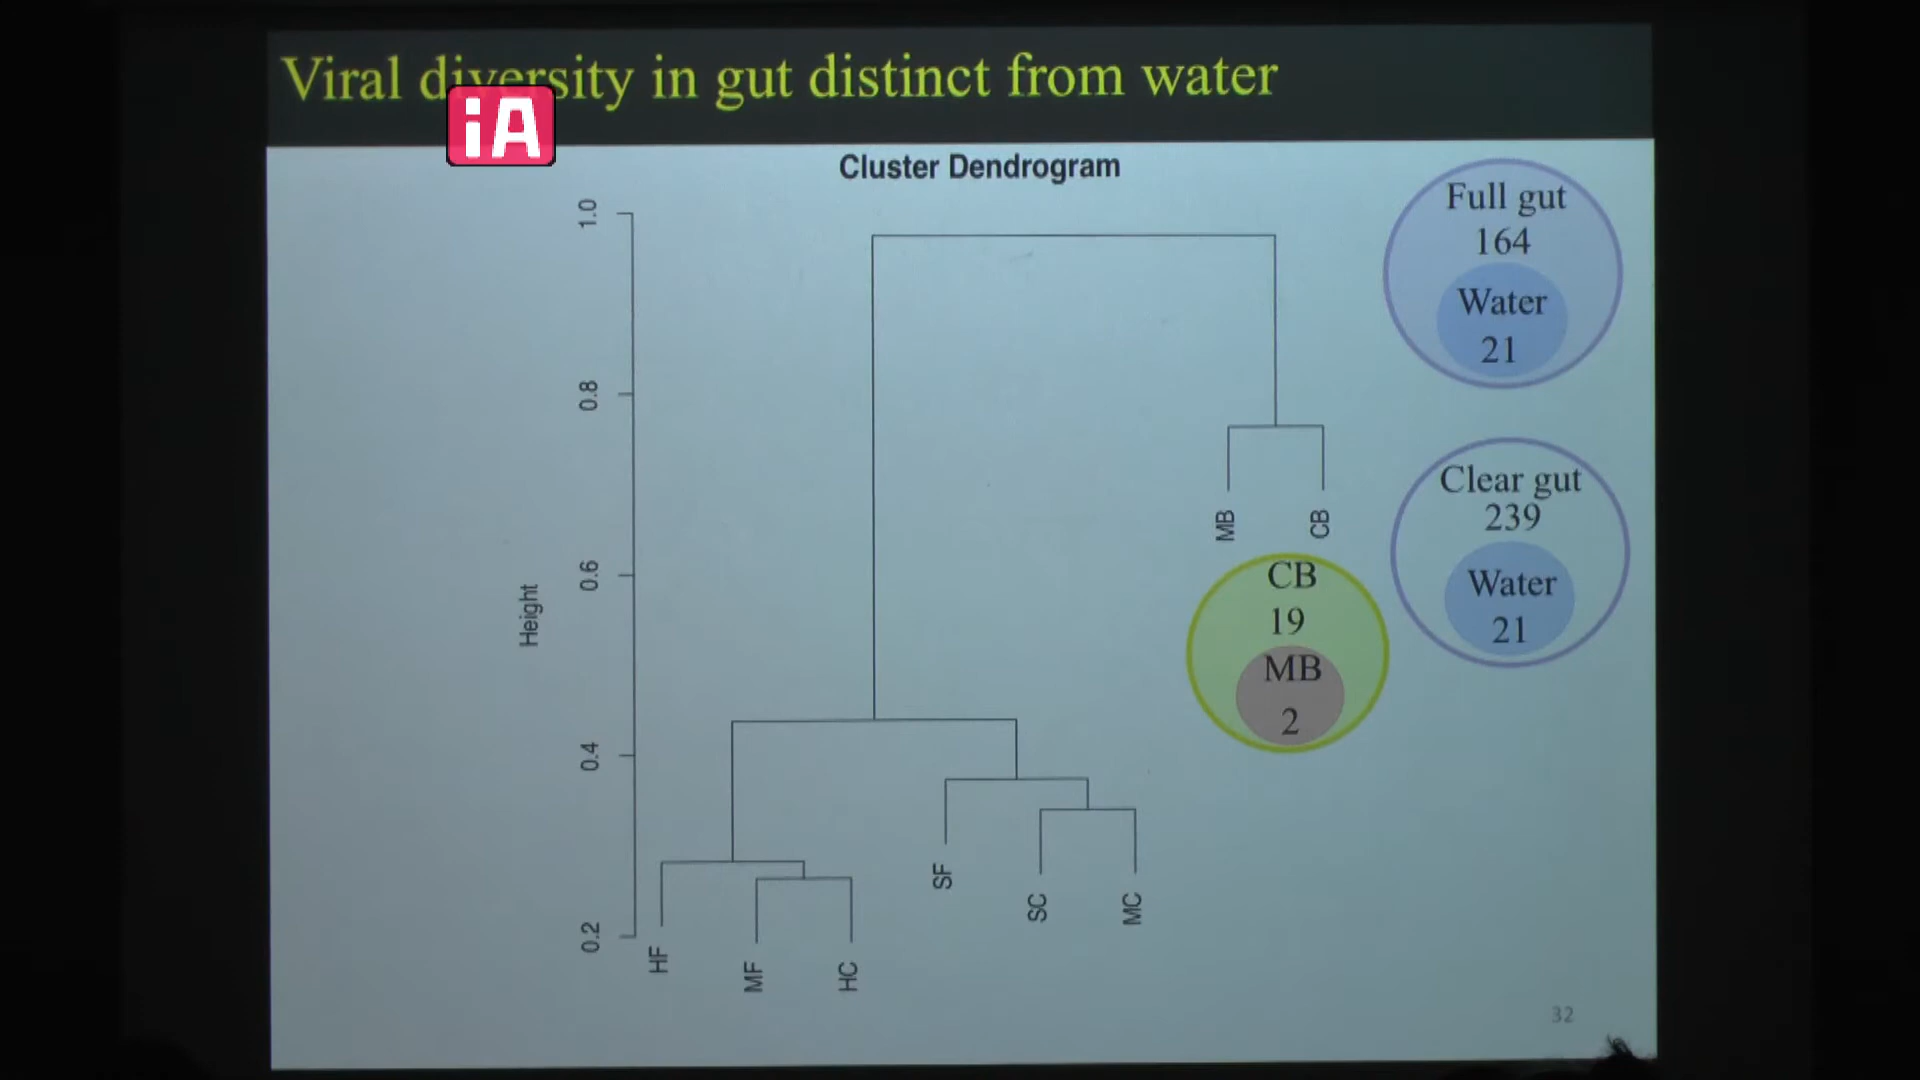 Viral diversity in gut distinct from water
iA
Cluster Dendrogram
Height
1.0
0.8
0.6
0.4
0.2
HF
MF
HC
SF
SC
MC
MB
CB
CB
19
MB
2
Full gut
164
Water
21
Clear gut
239
Water
21
32